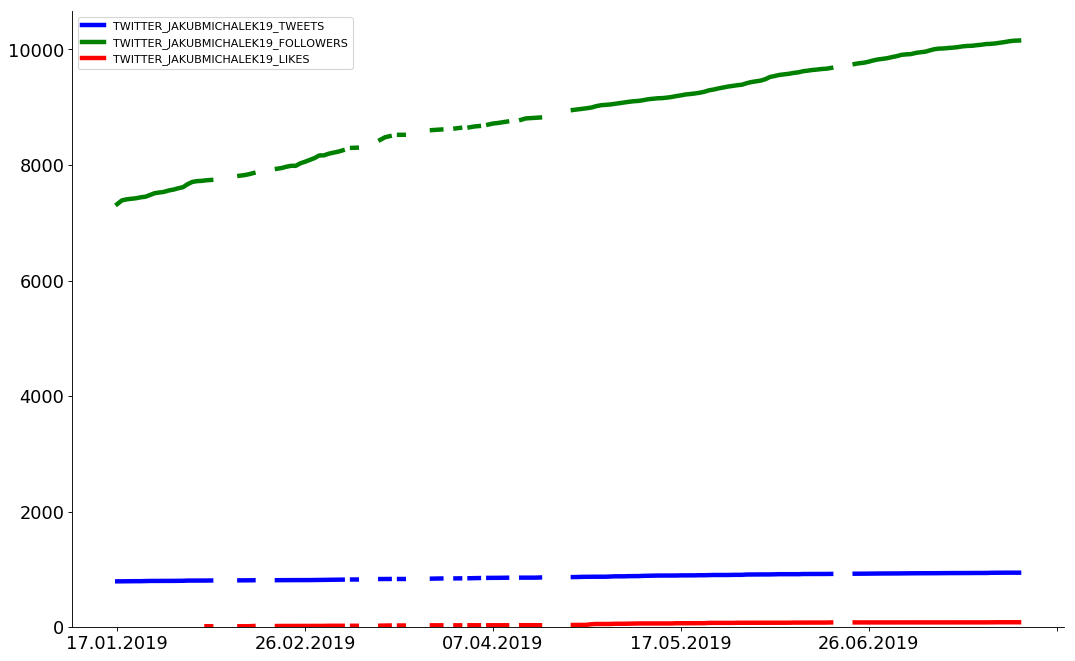 TWITTER_JAKUBMICHALEK19_TWEETS
TWITTER_JAKUBMICHALEK19_FOLLOWERS
TWITTER_JAKUBMICHALEK19_LIKES
10000
8000
6000
4000
2000
0
17.01.2019 26.02.2019 07.04.2019 17.05.2019 26.06.2019